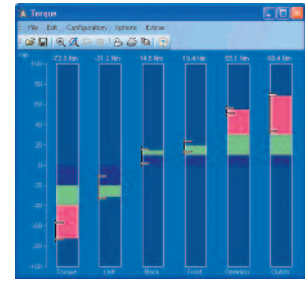 Torque
File Edit Configuration Options Extras
-72.3 Nm -31.2 Nm 14.5 Nm 19.4 Nm 55.1 Nm 68.4 Nm
100
80
60
40
20
0
-20
-40
-60
-80
-100
Torque Left Back Front Clutch